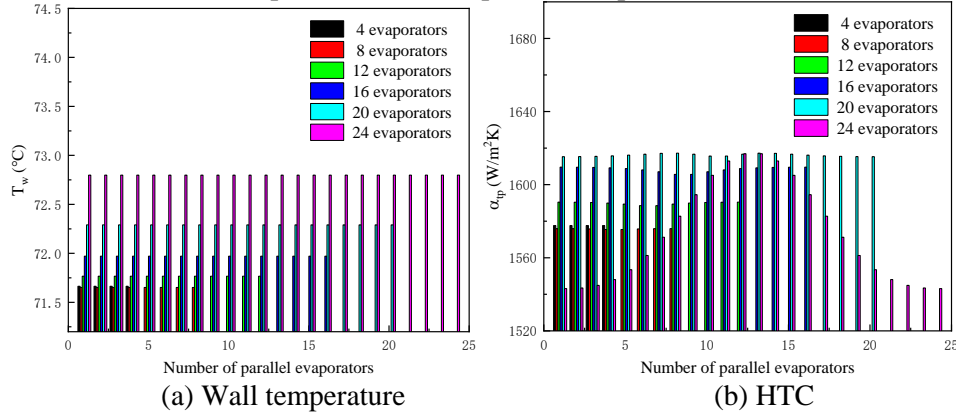 74.5
74.0
73.5
73.0
72.5
72.0
71.5
T_w (°C)
4 evaporators
8 evaporators
12 evaporators
16 evaporators
20 evaporators
24 evaporators
0 5 10 15 20 25
Number of parallel evaporators
(a) Wall temperature
1680
1640
1600
1560
1520
α_tp (W/m²K)
4 evaporators
8 evaporators
12 evaporators
16 evaporators
20 evaporators
24 evaporators
0 5 10 15 20 25
Number of parallel evaporators
(b) HTC